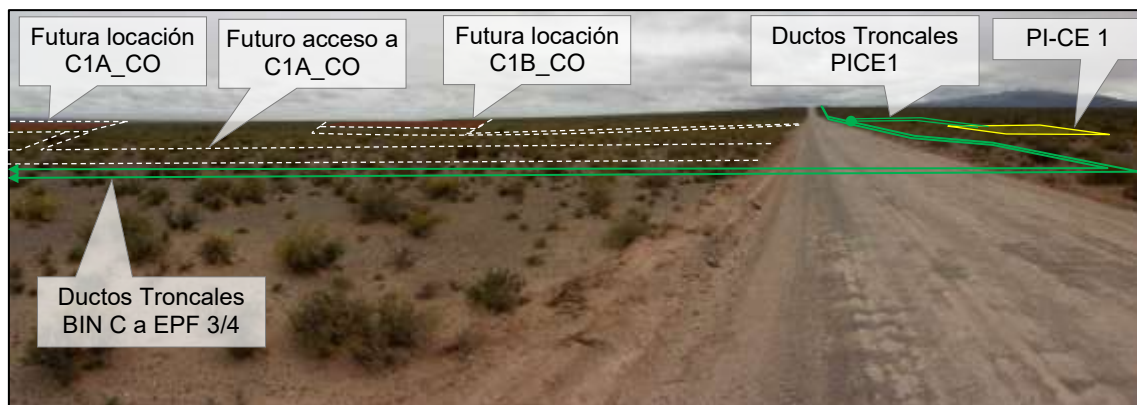 Futura locación
C1A_CO
Futuro acceso a
C1A_CO
Futura locación
C1B_CO
Ductos Troncales
PICE1
PI-CE 1
Ductos Troncales
BIN C a EPF 3/4